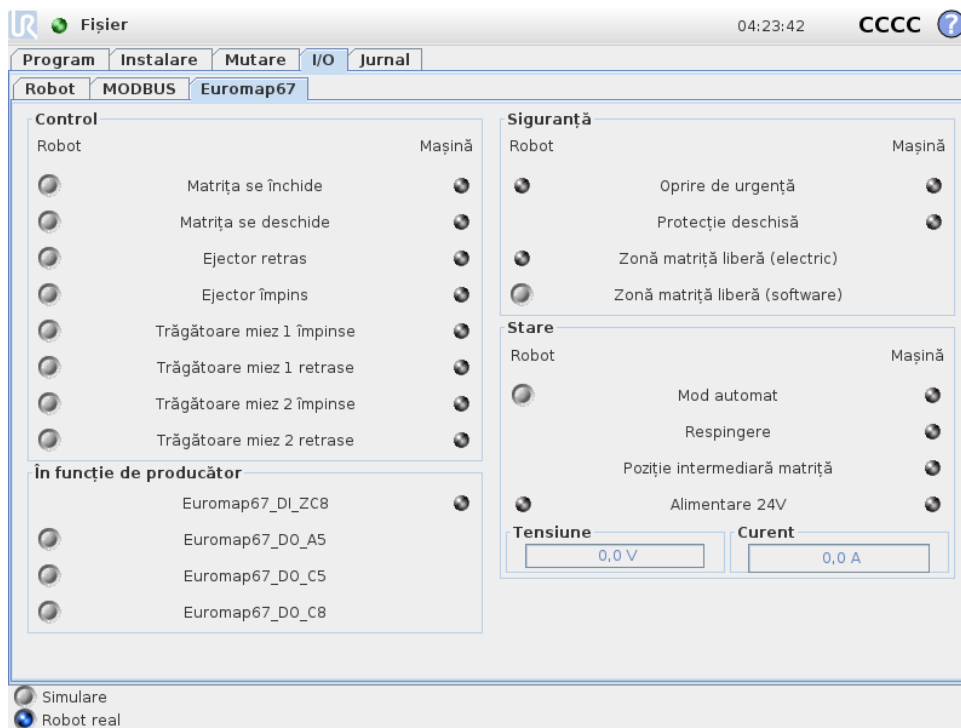 UR Fișier 04:23:42 CCCC ?
Program Instalare Mutare I/O Jurnal
Robot MODBUS Euromap67
Control
Robot Mașină
Matrița se închide
Matrița se deschide
Ejector retras
Ejector împins
Trăgătoare miez 1 împinse
Trăgătoare miez 1 retrase
Trăgătoare miez 2 împinse
Trăgătoare miez 2 retrase
În funcție de producător
Euromap67_DI_ZC8
Euromap67_DO_A5
Euromap67_DO_C5
Euromap67_DO_C8
Siguranță
Robot Mașină
Oprire de urgență
Protecție deschisă
Zonă matriță liberă (electric)
Zonă matriță liberă (software)
Stare
Robot Mașină
Mod automat
Respingere
Poziție intermediară matriță
Alimentare 24V
Tensiune Curent
0,0 V 0,0 A
Simulare
Robot real